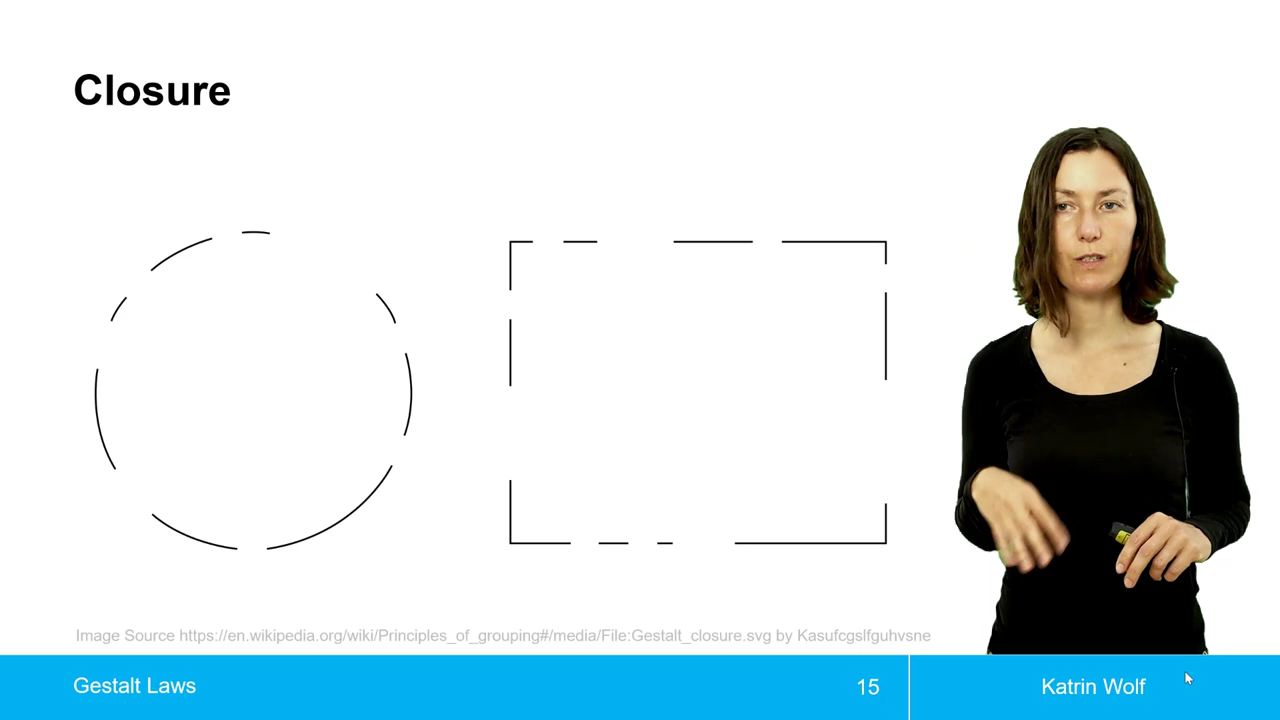 Closure
Image Source https://en.wikipedia.org/wiki/Principles_of_grouping#/media/File:Gestalt_closure.svg by Kasufcgslfguhvsne
Gestalt Laws
15
Katrin Wolf